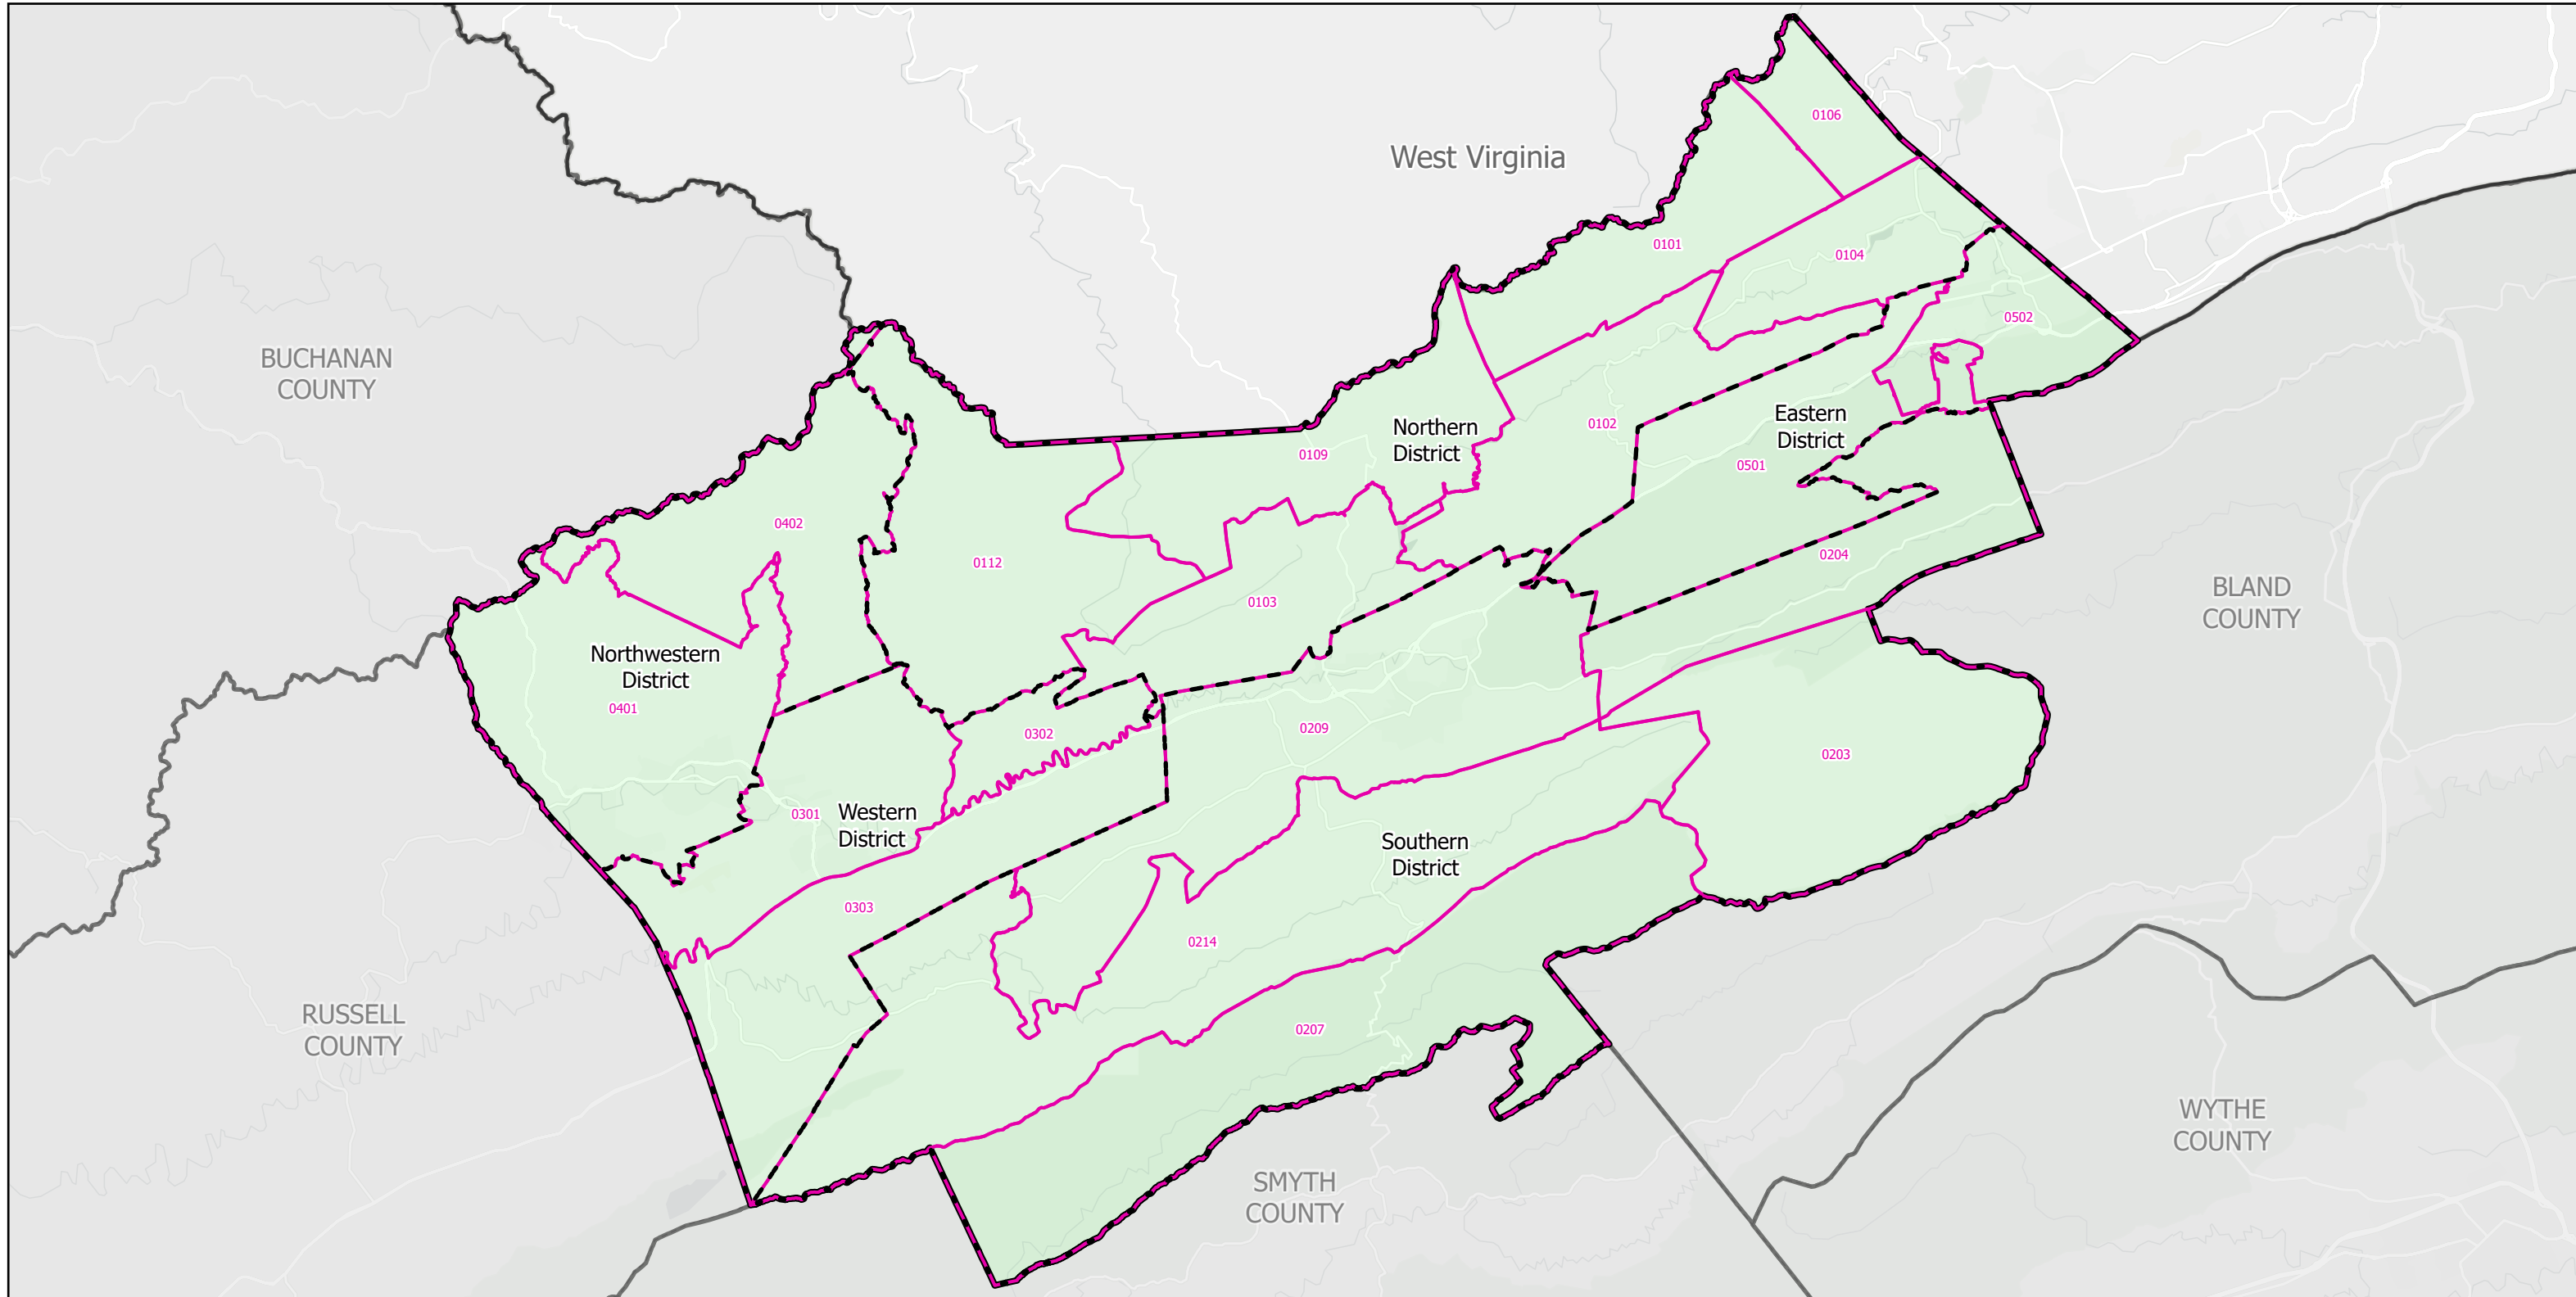 0106
West Virginia
0101
0104
0502
BUCHANAN
COUNTY
Eastern
District
0102
Northern
District
0109
0501
0402
0204
0112
BLAND
COUNTY
0103
Northwestern
District
0401
0209
0302
0203
0301
Western
District
Southern
District
0303
0214
RUSSELL
COUNTY
0207
WYTHE
COUNTY
SMYTH
COUNTY